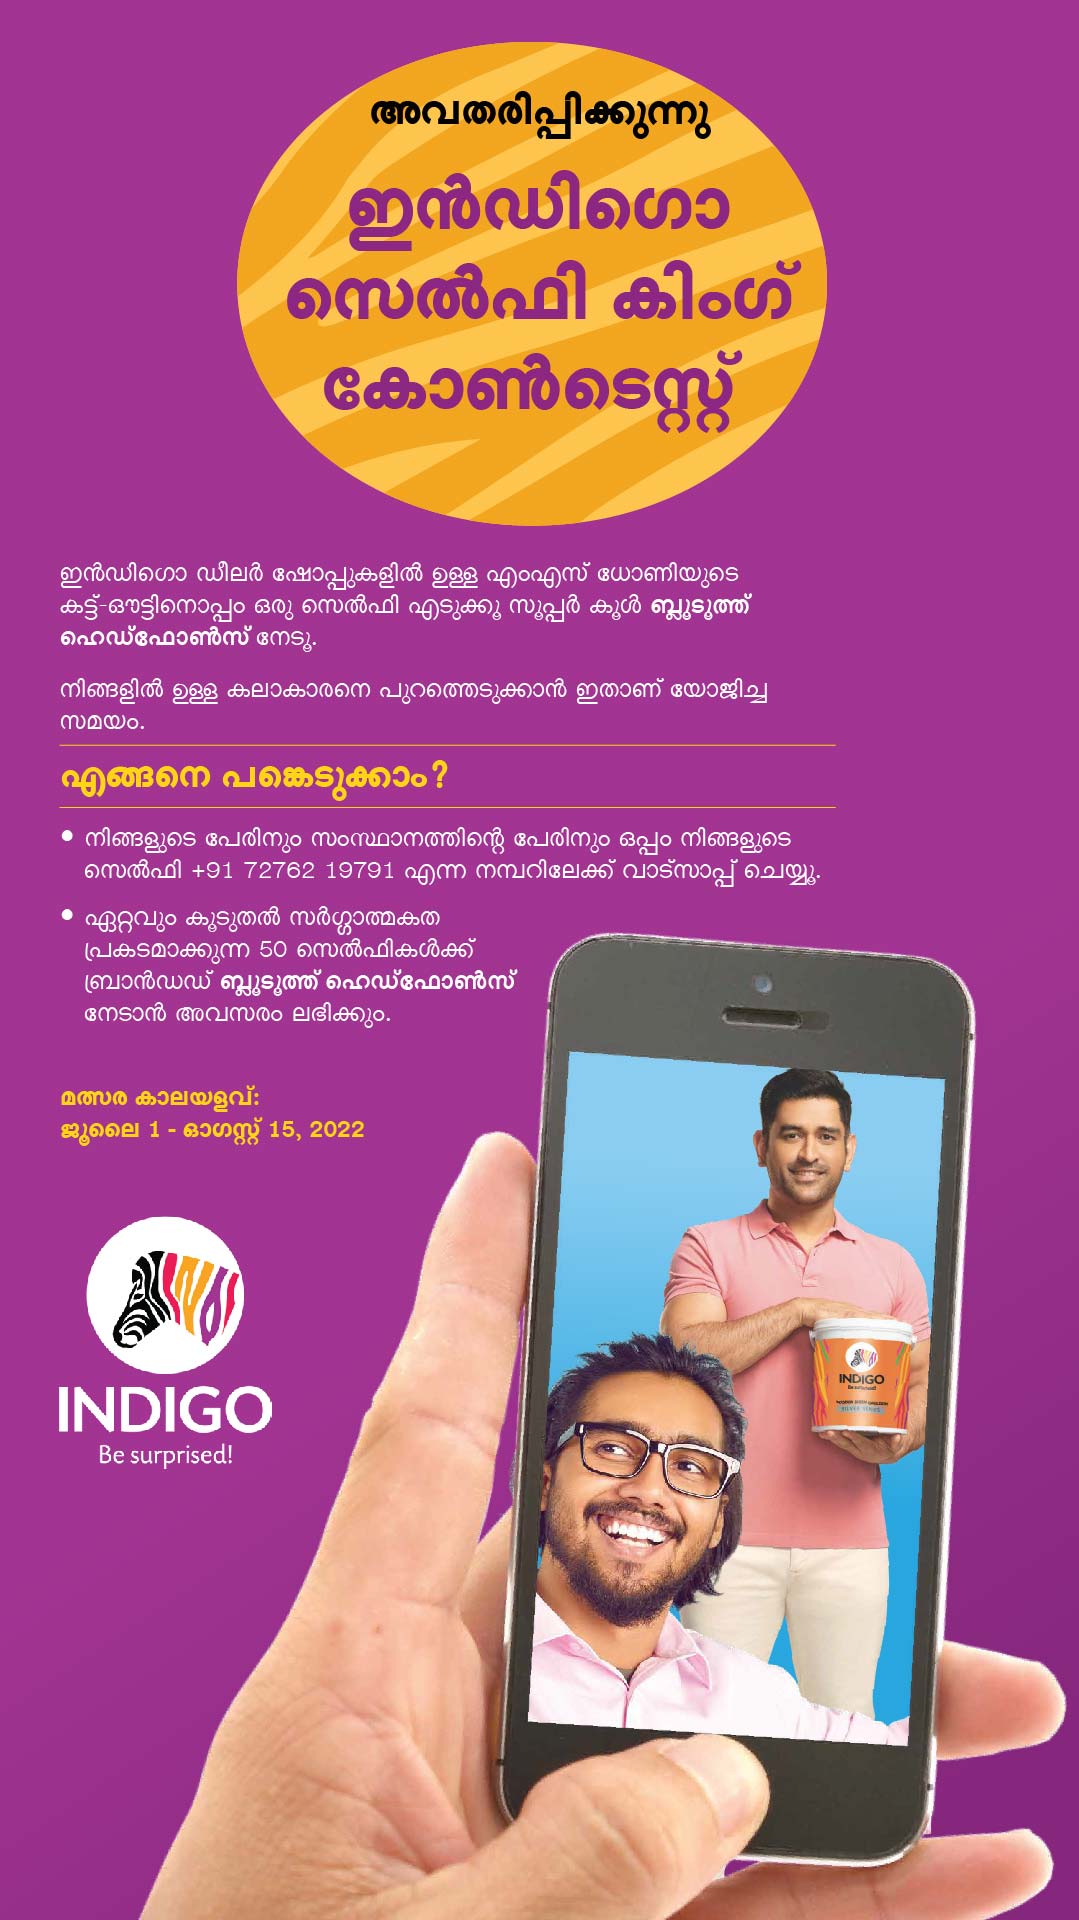 അവതരിപ്പിക്കുന്നു
ഇൻഡിഗൊ
സെൽഫി കിംഗ്
കോൺടെസ്റ്റ്
ഇൻഡിഗൊ ഡീലർ ഷോപ്പുകളിൽ ഉള്ള എംഎസ് ധോണിയുടെ
കട്ട്-ഔട്ടിനൊപ്പം ഒരു സെൽഫി എടുക്കൂ സൂപ്പർ കൂൾ ബ്ലൂടൂത്ത്
ഹെഡ്ഫോൺസ് നേടൂ.
നിങ്ങളിൽ ഉള്ള കലാകാരനെ പുറത്തെടുക്കാൻ ഇതാണ് യോജിച്ച
സമയം.
എങ്ങനെ പങ്കെടുക്കാം?
• നിങ്ങളുടെ പേരിനും സംസ്ഥാനത്തിന്റെ പേരിനും ഒപ്പം നിങ്ങളുടെ
സെൽഫി +91 72762 19791 എന്ന നമ്പറിലേക്ക് വാട്സാപ്പ് ചെയ്യൂ.
• ഏറ്റവും കൂടുതൽ സർഗ്ഗാത്മകത
പ്രകടമാക്കുന്ന 50 സെൽഫികൾക്ക്
ബ്രാൻഡഡ് ബ്ലൂടൂത്ത് ഹെഡ്ഫോൺസ്
നേടാൻ അവസരം ലഭിക്കും.
മത്സര കാലയളവ്:
ജൂലൈ 1 - ഓഗസ്റ്റ് 15, 2022
INDIGO
Be surprised!
INDIGO
Be surprised!